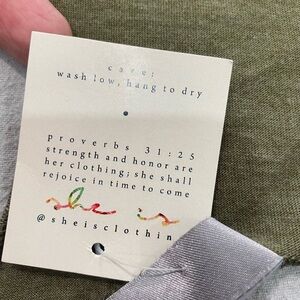 care:
wash low, hang to dry
proverbs 31:25
strength and honor are
her clothing; she shall
rejoice in time to come
she is
@sheisclothin